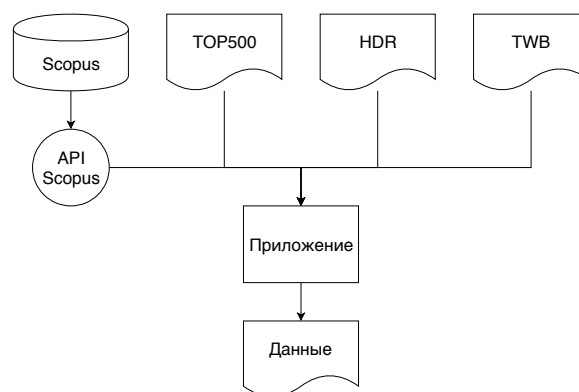 Scopus
TOP500
HDR
TWB
API
Scopus
Приложение
Данные